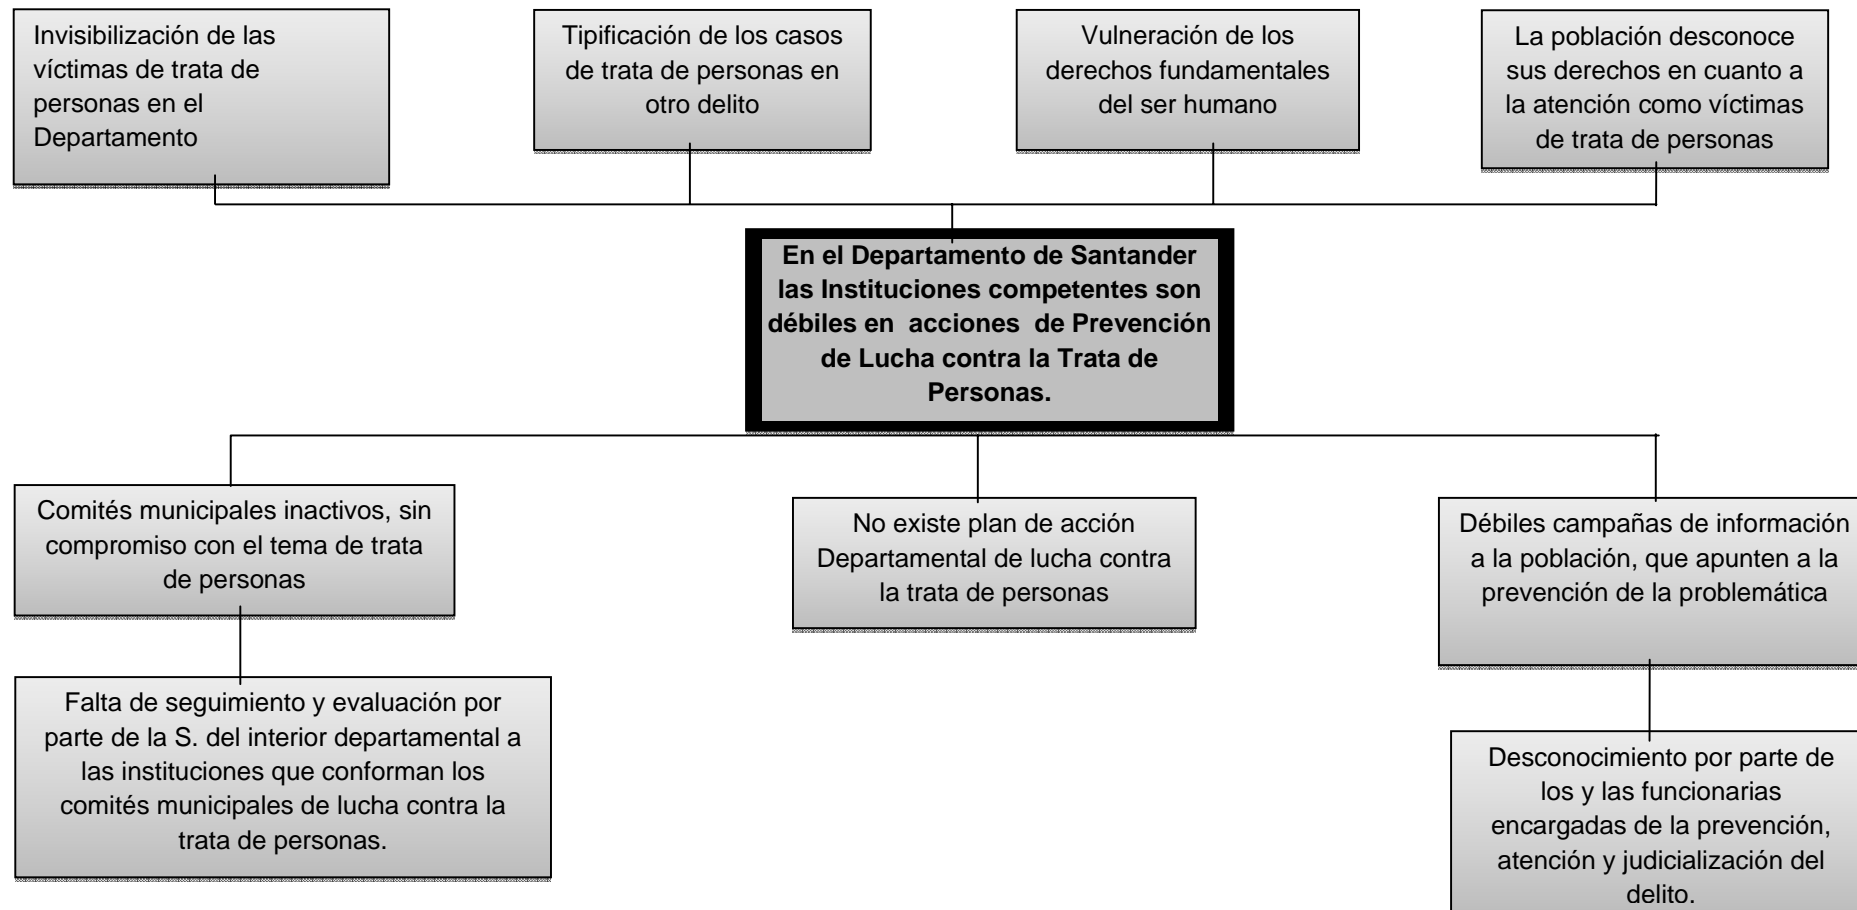 Invisibilización de las
víctimas de trata de
personas en el
Departamento
Tipificación de los casos
de trata de personas en
otro delito
Vulneración de los
derechos fundamentales
del ser humano
La población desconoce
sus derechos en cuanto a
la atención como víctimas
de trata de personas
En el Departamento de Santander
las Instituciones competentes son
débiles en acciones de Prevención
de Lucha contra la Trata de
Personas.
Comités municipales inactivos, sin
compromiso con el tema de trata
de personas
No existe plan de acción
Departamental de lucha contra
la trata de personas
Débiles campañas de información
a la población, que apunten a la
prevención de la problemática
Falta de seguimiento y evaluación por
parte de la S. del interior departamental a
las instituciones que conforman los
comités municipales de lucha contra la
trata de personas.
Desconocimiento por parte de
los y las funcionarias
encargadas de la prevención,
atención y judicialización del
delito.